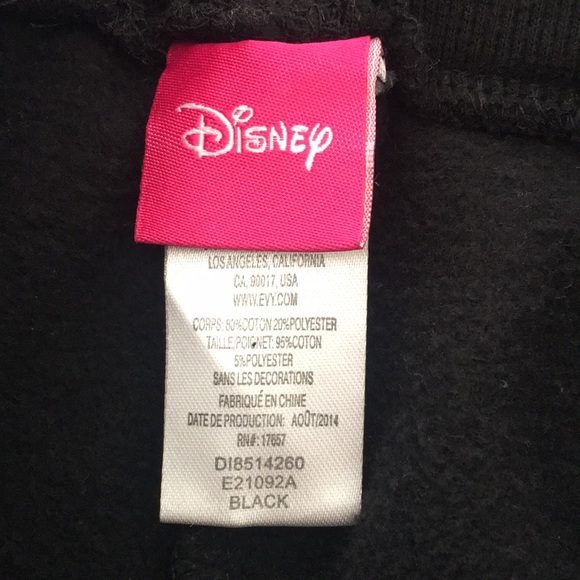 Disney
LOS ANGELES, CALIFORNIA
CA. 90017, USA
WWW.EVY.COM
CORPS: 80%COTON 20%POLYESTER
TAILLE/POIGNET: 95%COTON
5%POLYESTER
SANS LES DECORATIONS
FABRIQUÉ EN CHINE
DATE DE PRODUCTION: AOÛT/2014
RN#: 17657
DI8514260
E21092A
BLACK